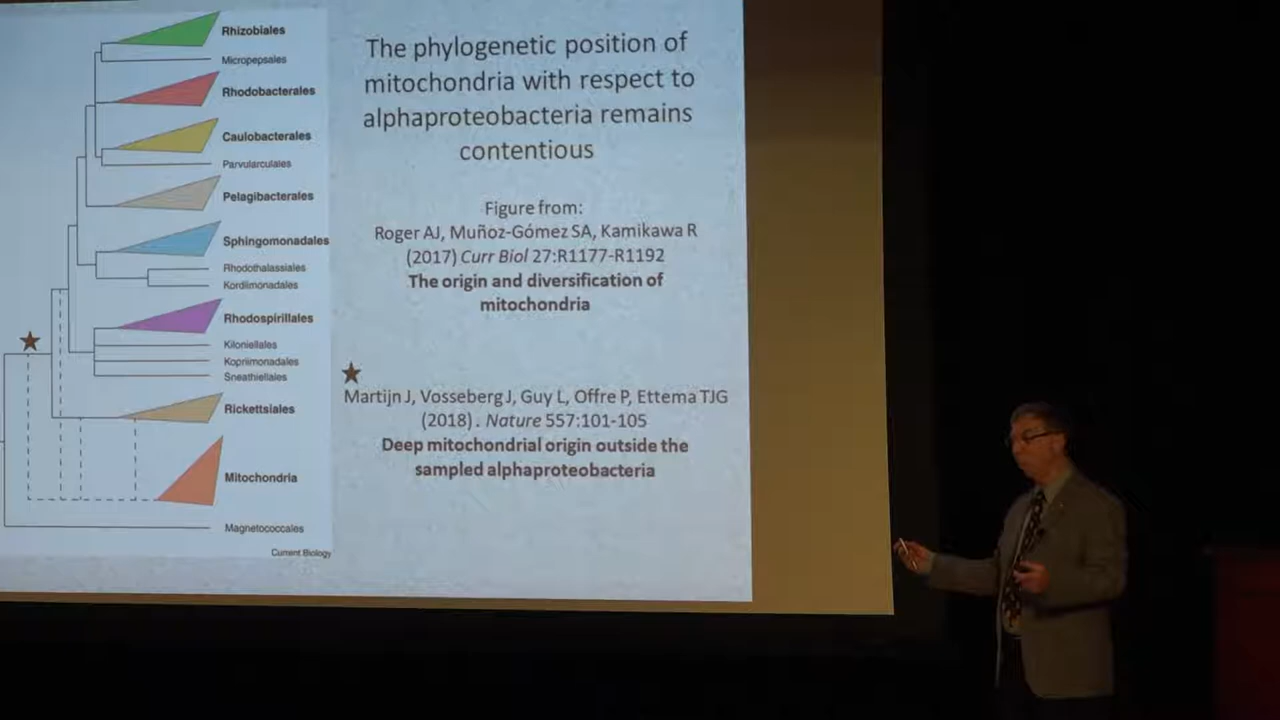 Rhizobiales
Micropepsales
Rhodobacterales
Caulobacterales
Parvularculales
Pelagibacterales
Sphingomonadales
Rhodothalassiales
Kordiimonadales
Rhodospirillales
Kiloniellales
Kopriimonadales
Sneathiellales
Rickettsiales
Mitochondria
Magnetococcales
Current Biology
The phylogenetic position of
mitochondria with respect to
alphaproteobacteria remains
contentious
Figure from:
Roger AJ, Muñoz-Gómez SA, Kamikawa R
(2017) Curr Biol 27:R1177-R1192
The origin and diversification of
mitochondria
Martijn J, Vosseberg J, Guy L, Offre P, Ettema TJG
(2018). Nature 557:101-105
Deep mitochondrial origin outside the
sampled alphaproteobacteria